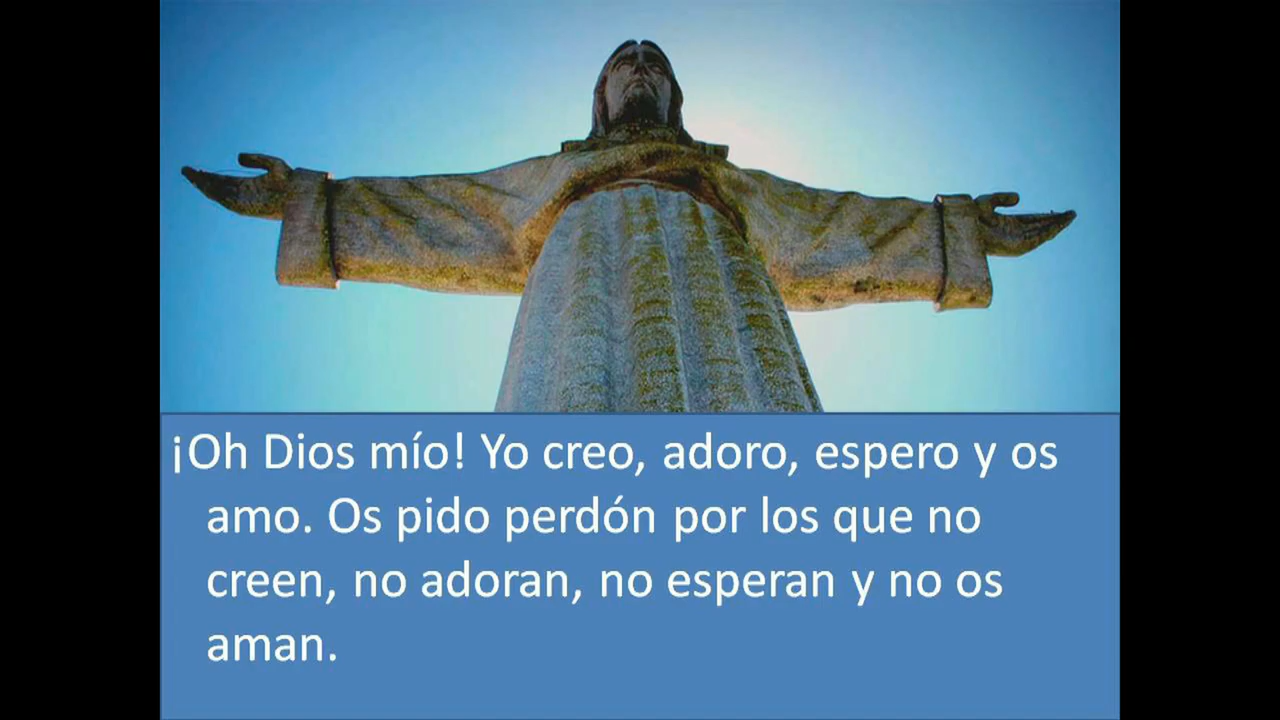 ¡Oh Dios mío! Yo creo, adoro, espero y os
amo. Os pido perdón por los que no
creen, no adoran, no esperan y no os
aman.